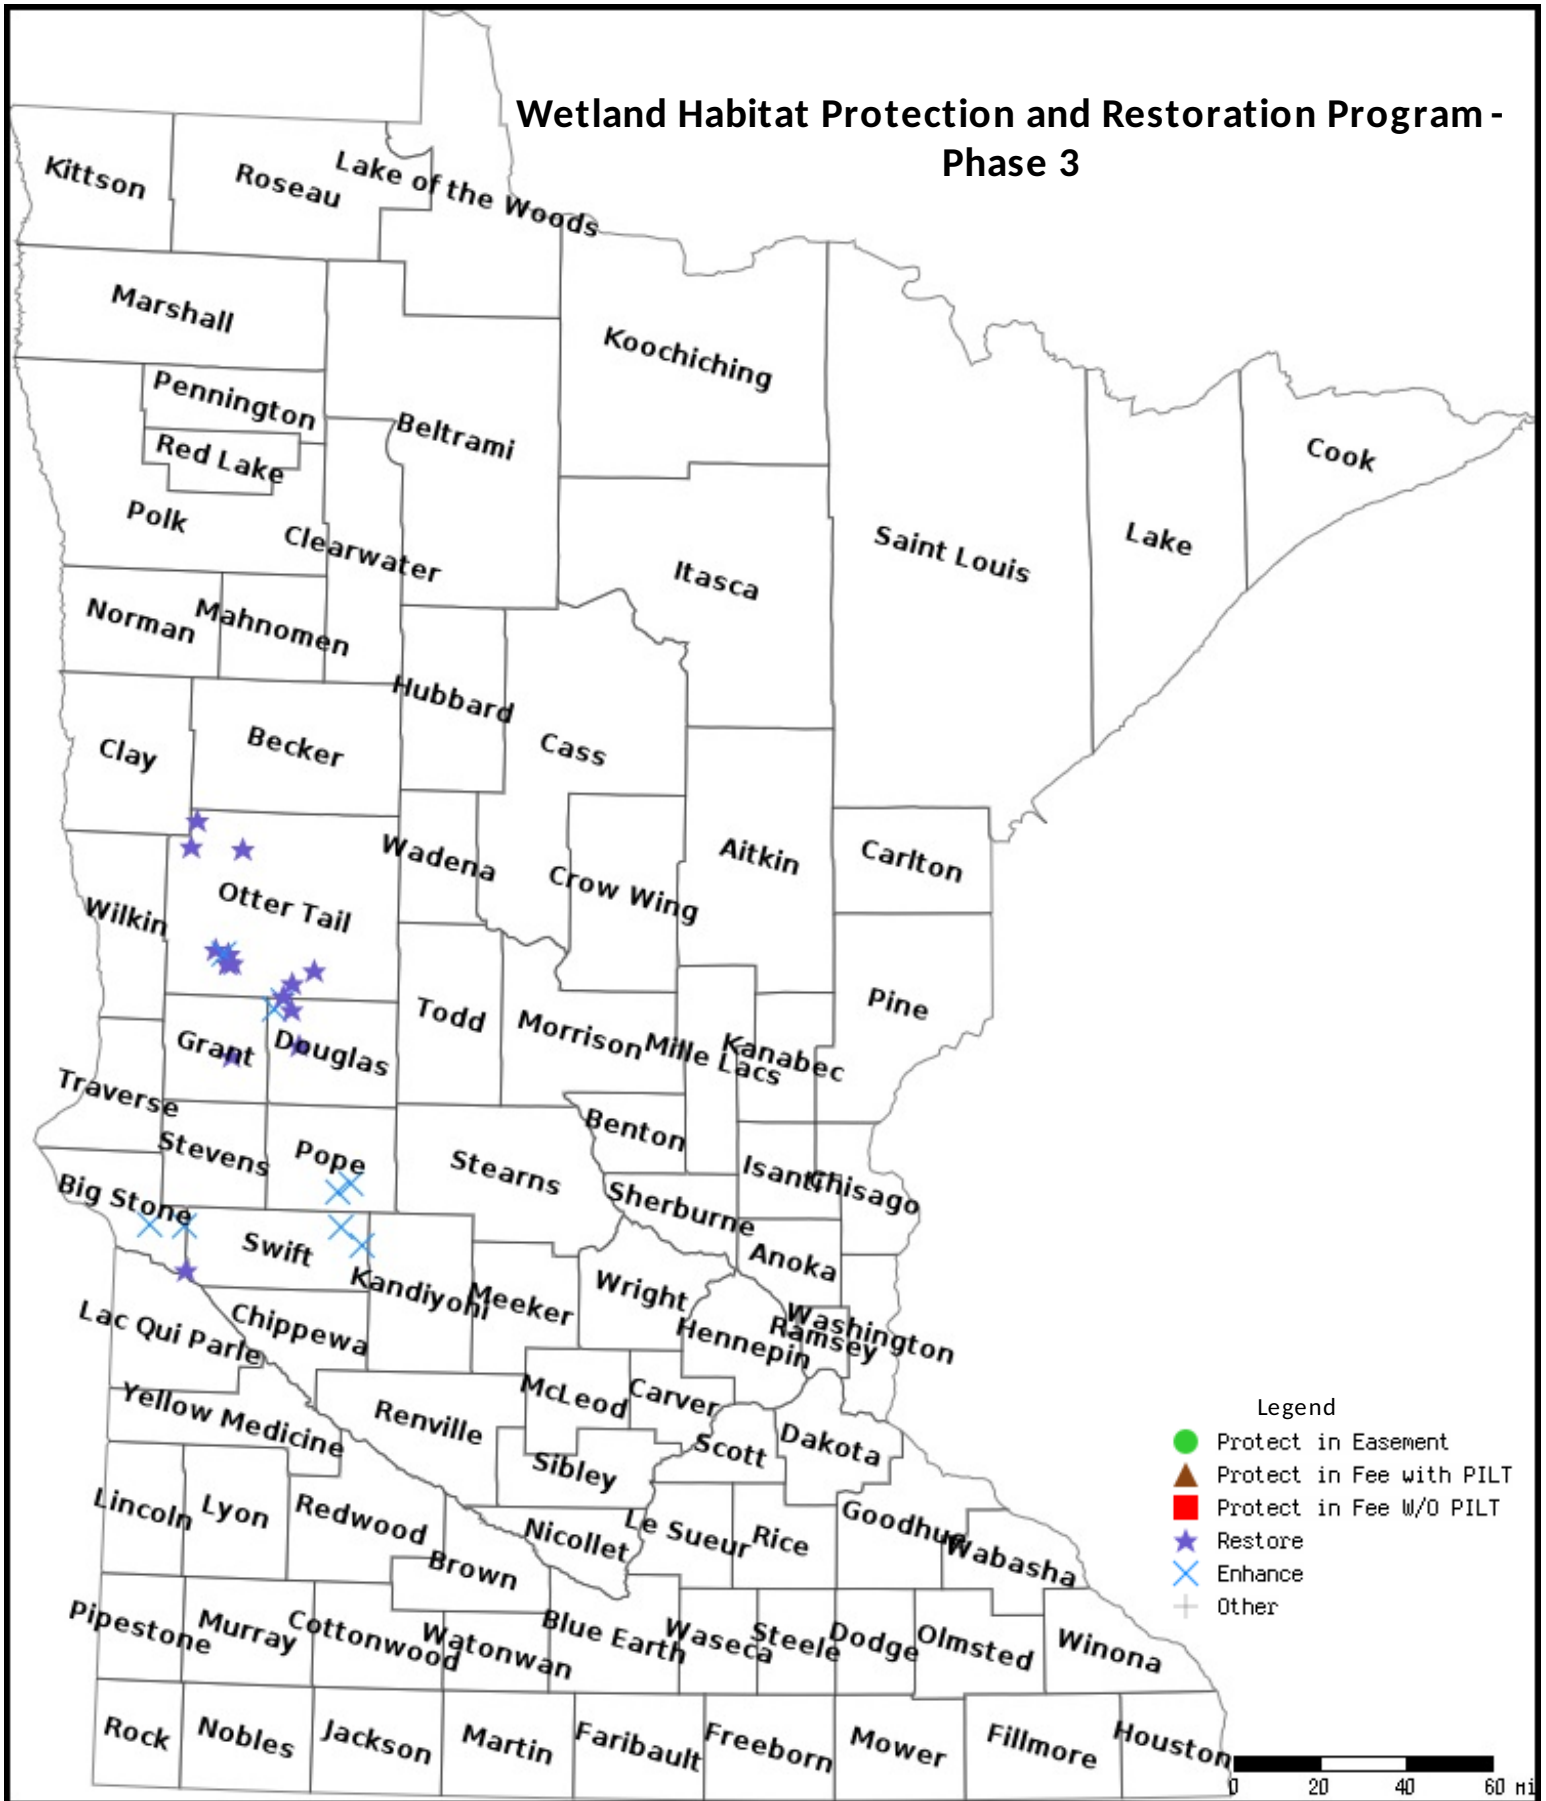 Wetland Habitat Protection and Restoration Program -
Phase 3
Kittson
Roseau
Lake of the Woods
Marshall
Koochiching
Pennington
Beltrami
Red Lake
Cook
Polk
Clearwater
Saint Louis
Lake
Itasca
Norman
Mahnomen
Hubbard
Clay
Becker
Cass
Wadena
Aitkin
Carlton
Crow Wing
Otter Tail
Wilkin
Pine
Todd
Morrison
Mille Lacs
Kanabec
Grant
Douglas
Traverse
Benton
Stevens
Pope
Stearns
Isanti
Chisago
Big Stone
Sherburne
Swift
Anoka
Kandiyohi
Meeker
Wright
Washington
Ramsey
Hennepin
Lac Qui Parle
Chippewa
McLeod
Carver
Yellow Medicine
Renville
Scott
Dakota
Sibley
Lincoln
Lyon
Redwood
Nicollet
Le Sueur
Rice
Goodhue
Wabasha
Brown
Pipestone
Murray
Cottonwood
Watonwan
Blue Earth
Waseca
Steele
Dodge
Olmsted
Winona
Rock
Nobles
Jackson
Martin
Faribault
Freeborn
Mower
Fillmore
Houston
Legend
Protect in Easement
Protect in Fee with PILT
Protect in Fee W/O PILT
Restore
Enhance
Other
0 20 40 60 mi